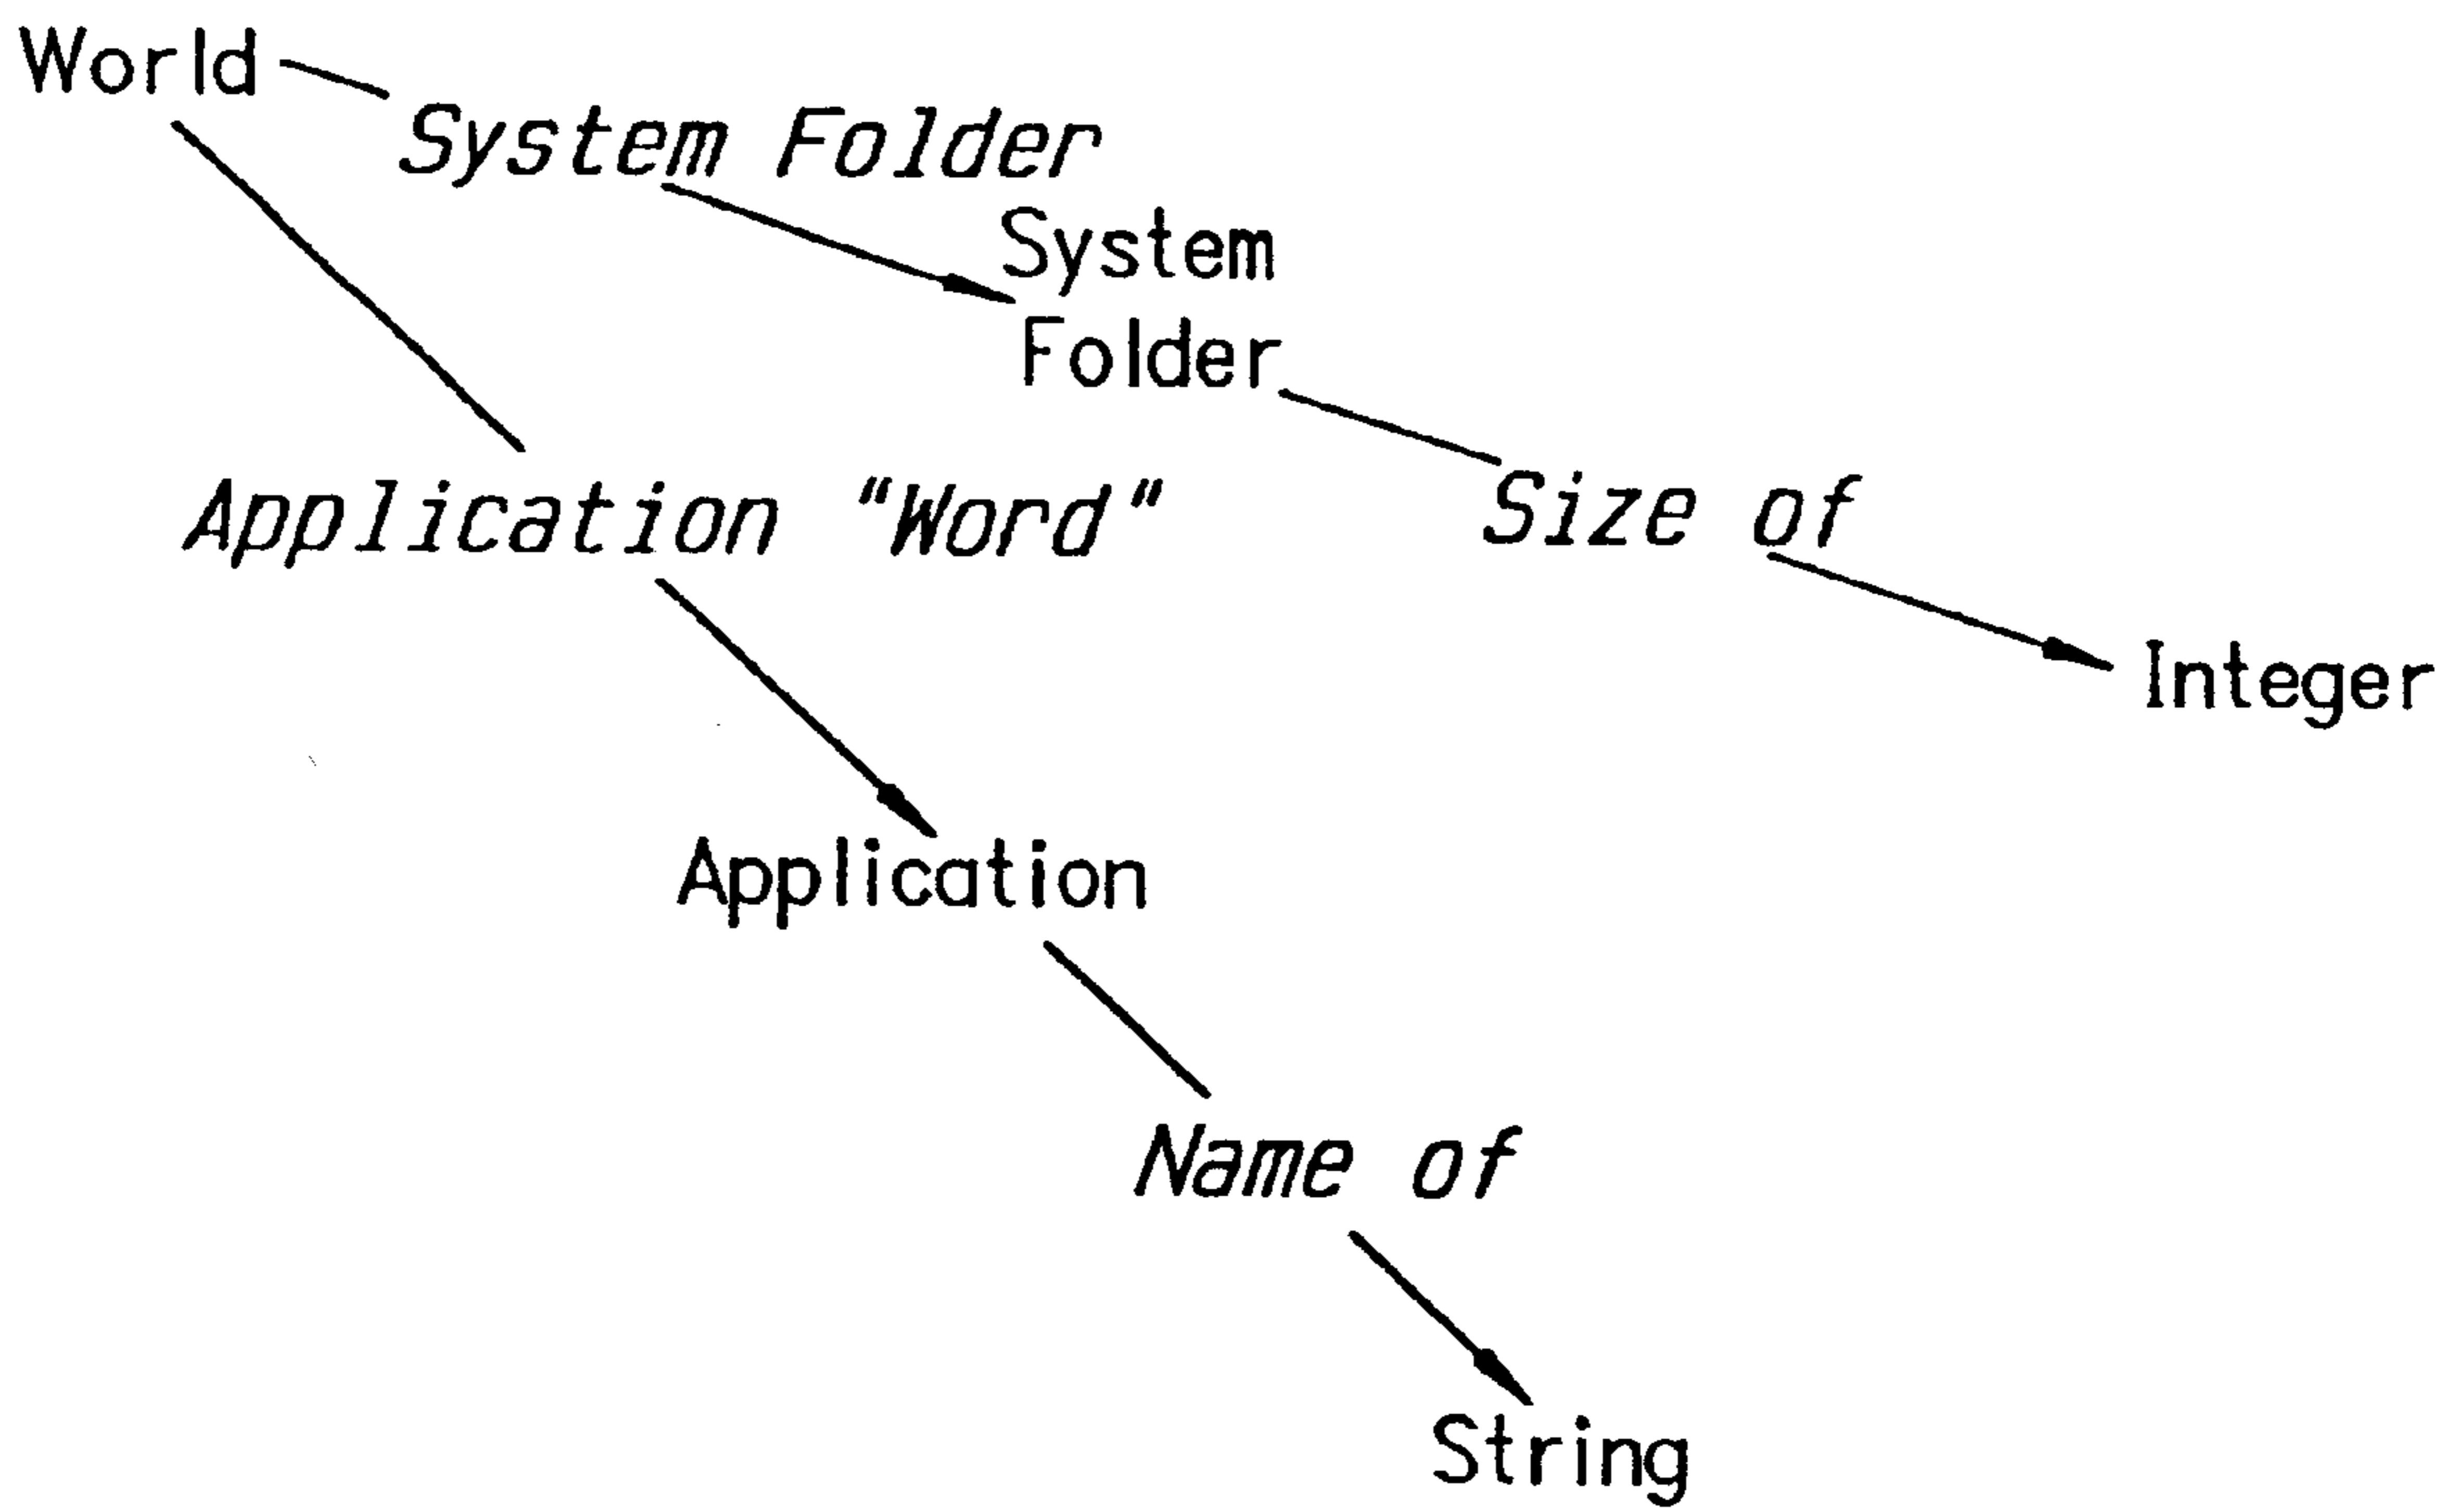 World
System Folder
System
Folder
Application "Word"
Size of
Integer
Application
Name of
String